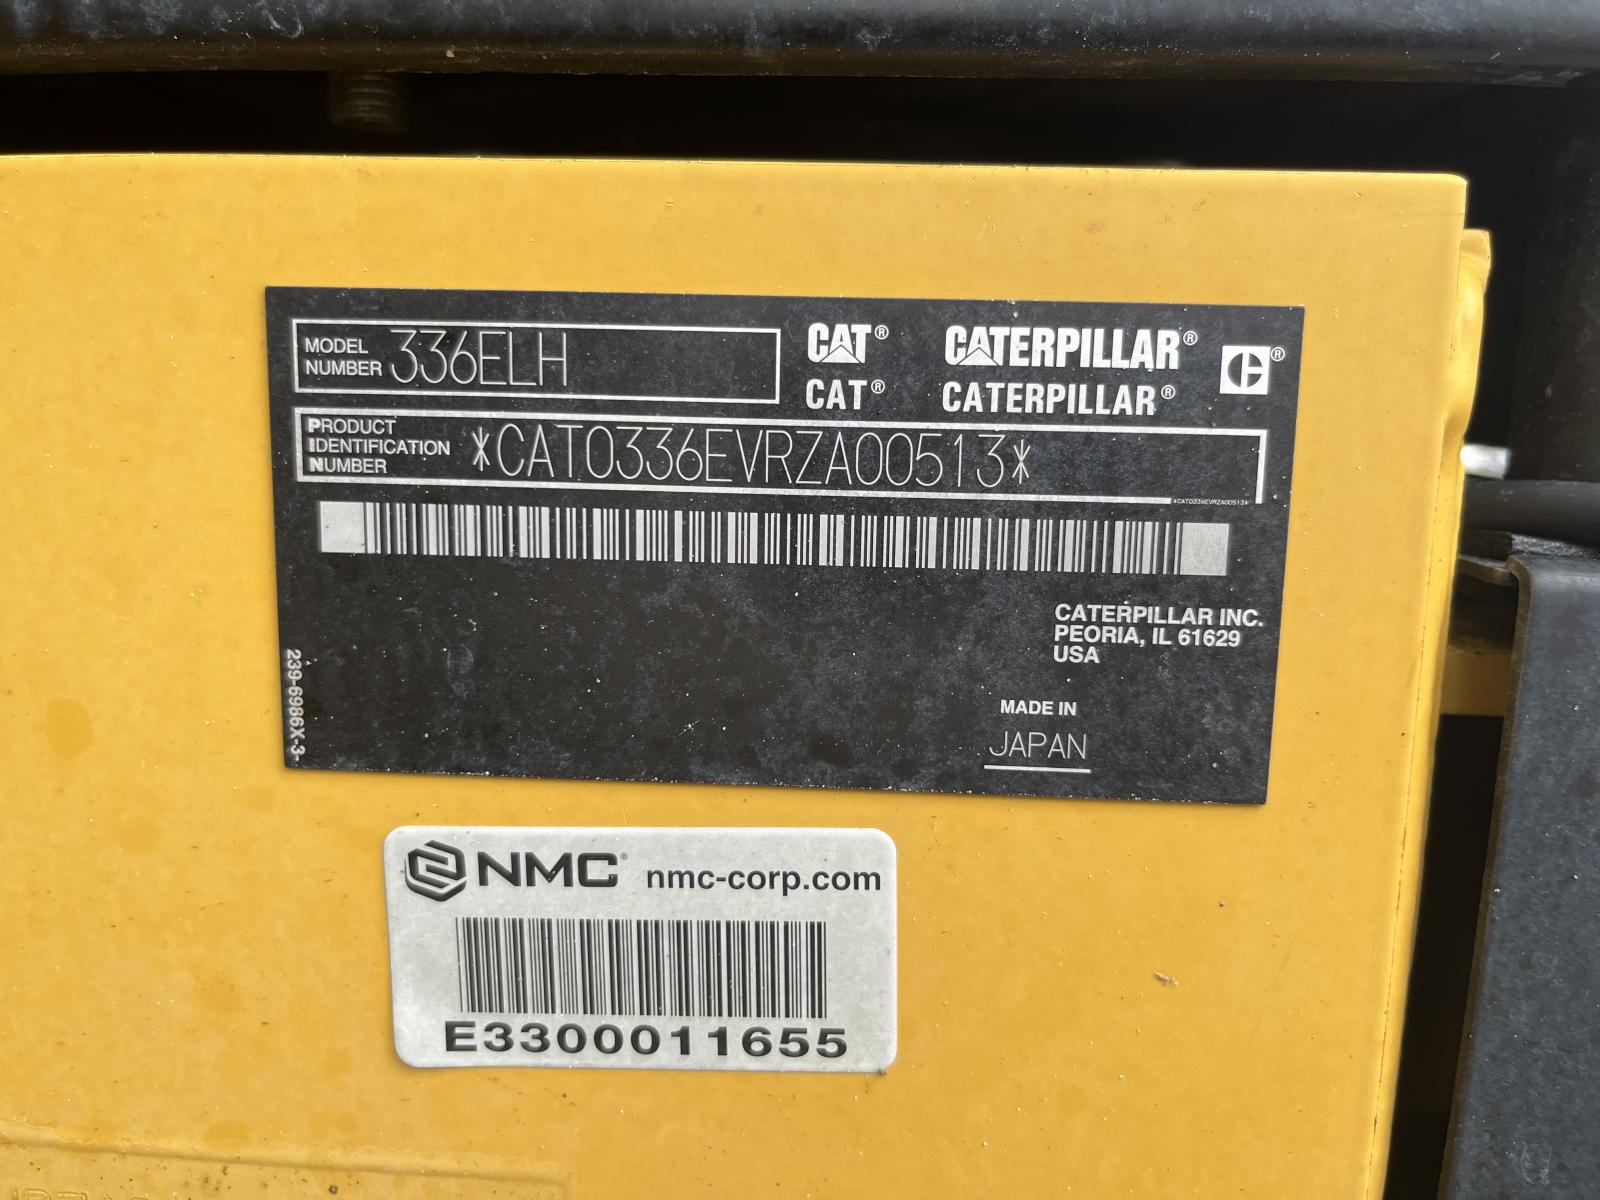 MODEL
NUMBER 336ELH
CAT® CATERPILLAR® C®
CAT® CATERPILLAR®
PRODUCT
IDENTIFICATION
NUMBER *CAT0336EVRZA00513*
*CAT0336EVRZA00513*
CATERPILLAR INC.
PEORIA, IL 61629
USA
MADE IN
JAPAN
239-6986X-3
NMC® nmc-corp.com
E3300011655